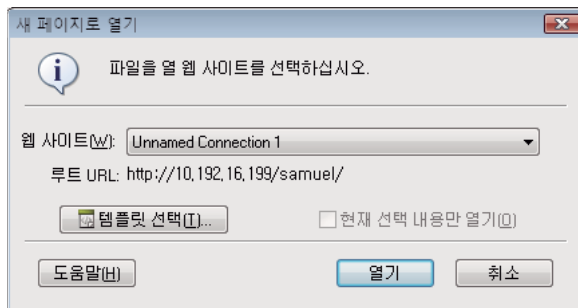 새 페이지로 열기
파일을 열 웹 사이트를 선택하십시오.
웹 사이트(W): Unnamed Connection 1
루트 URL: http://10,192,16,199/samuel/
템플릿 선택(T)...
현재 선택 내용만 열기(O)
도움말(H)
열기
취소